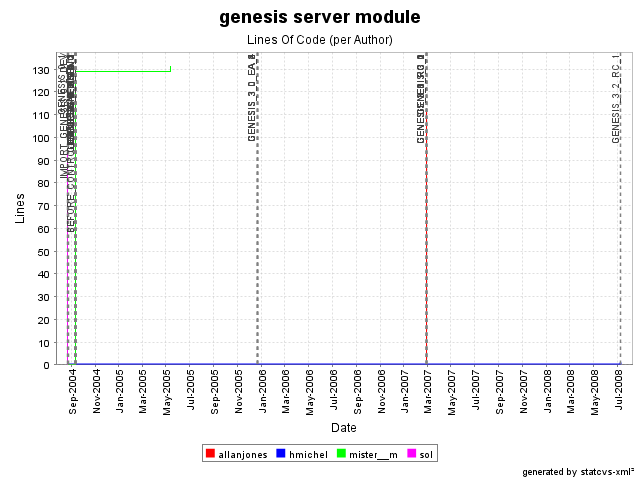 genesis server module
Lines Of Code (per Author)
Lines
130
120
110
100
90
80
70
60
50
40
30
20
10
0
GENESIS_3_0_EA_
GENESIS_3_2_RC_1
Sep-2004
Nov-2004
Jan-2005
Mar-2005
May-2005
Jul-2005
Sep-2005
Nov-2005
Jan-2006
Mar-2006
May-2006
Jul-2006
Sep-2006
Nov-2006
Jan-2007
Mar-2007
May-2007
Jul-2007
Sep-2007
Nov-2007
Jan-2008
Mar-2008
May-2008
Jul-2008
Date
allanjones hmichel mister__m sol
generated by statcvs-xml²